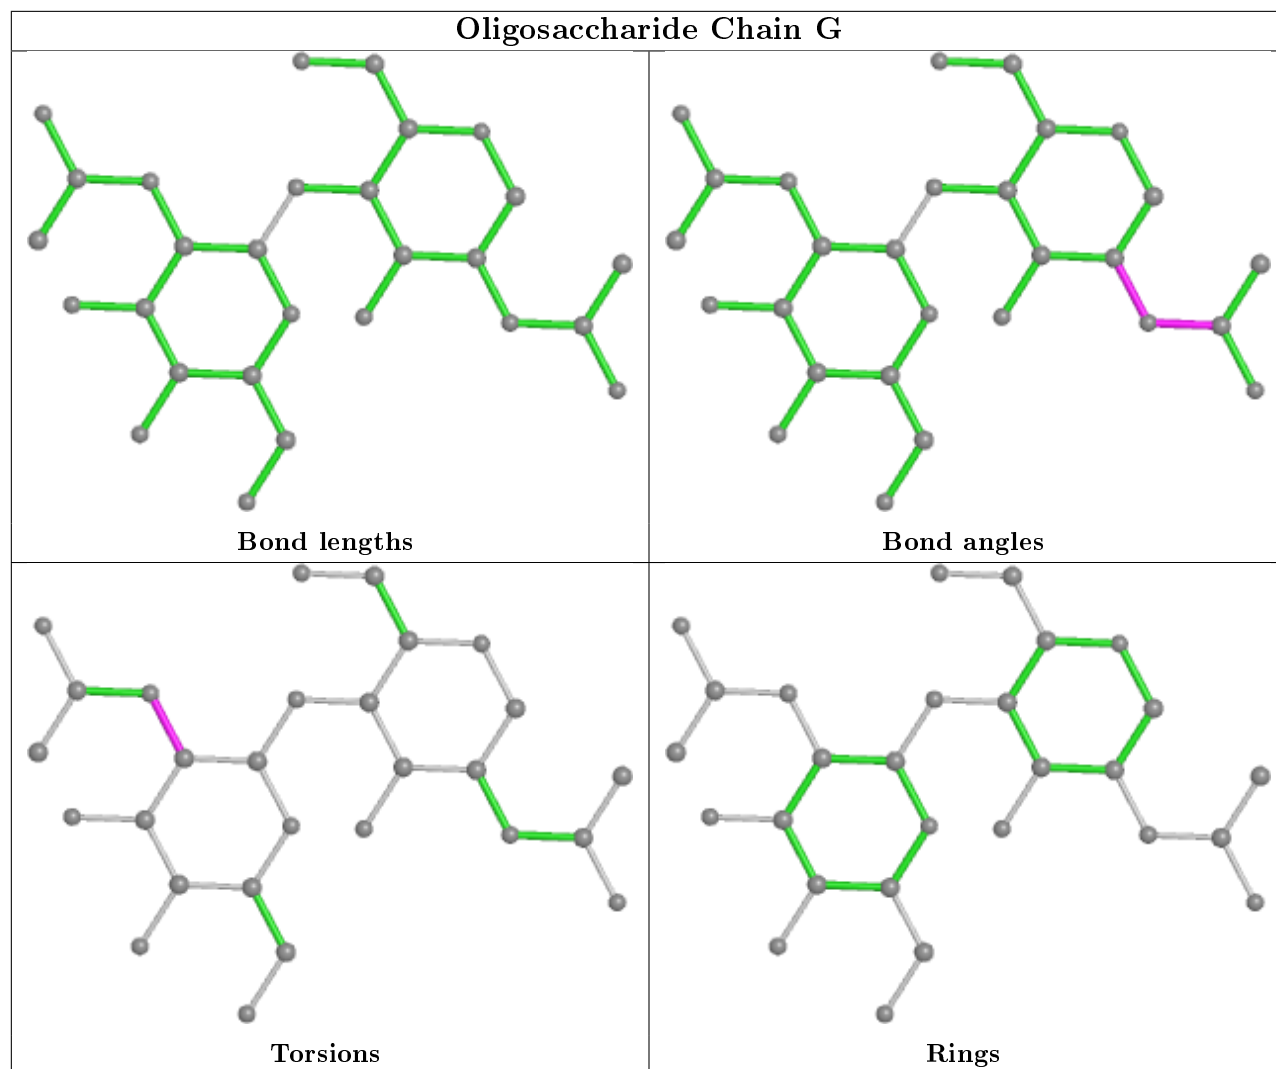 Oligosaccharide Chain G
Bond lengths
Bond angles
Torsions
Rings